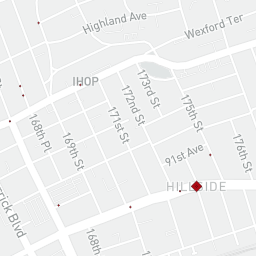 Highland Ave
Wexford Ter
IHOP
173rd St
172nd St
171st St
175th St
168th Pl
169th St
176th St
91st Ave
HILLSIDE
168th